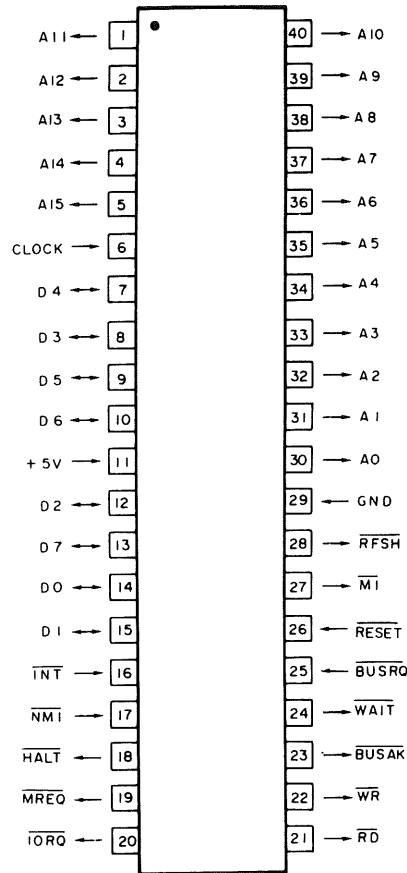 A11 1 40 A10
A12 2 39 A9
A13 3 38 A8
A14 4 37 A7
A15 5 36 A6
CLOCK 6 35 A5
D4 7 34 A4
D3 8 33 A3
D5 9 32 A2
D6 10 31 A1
+5V 11 30 A0
D2 12 29 GND
D7 13 28 RFSH
D0 14 27 M1
D1 15 26 RESET
INT 16 25 BUSRQ
NMI 17 24 WAIT
HALT 18 23 BUSAK
MREQ 19 22 WR
IORQ 20 21 RD